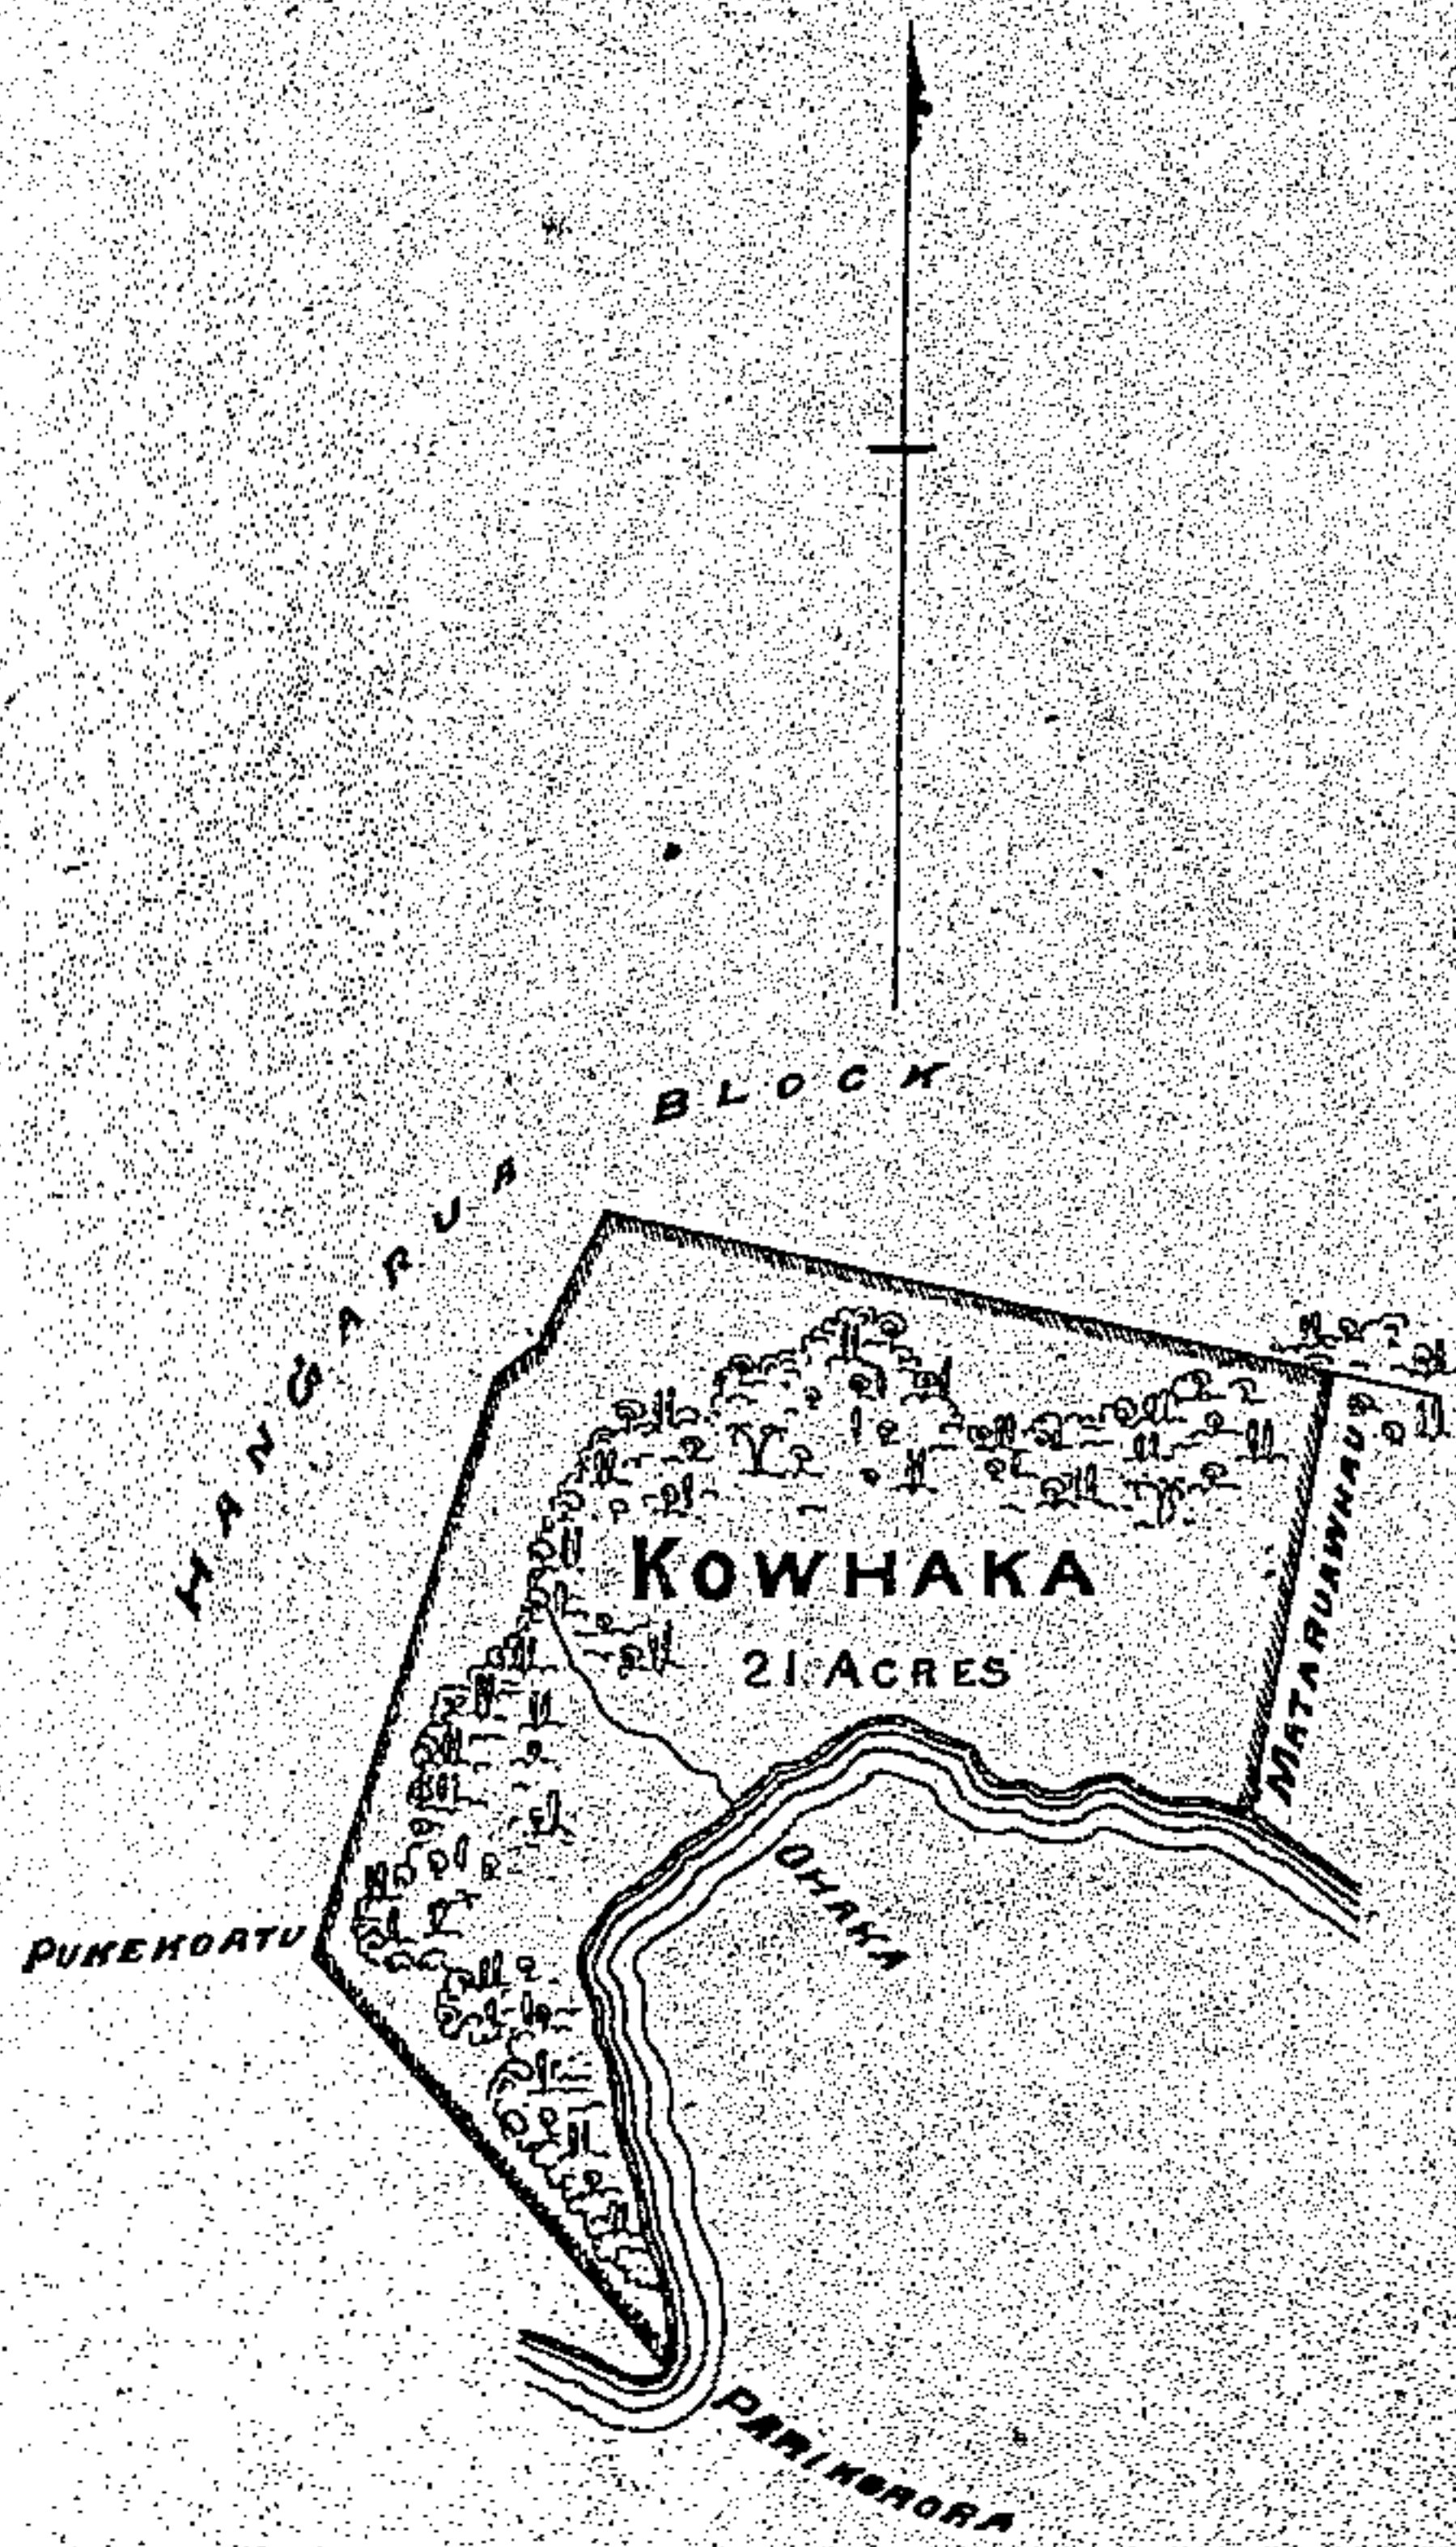 HANGARUA BLOCK
KOWHAKA
21 ACRES
MATARUAWHAU
OHAKA
PUKEKOATU
PARIKORORA